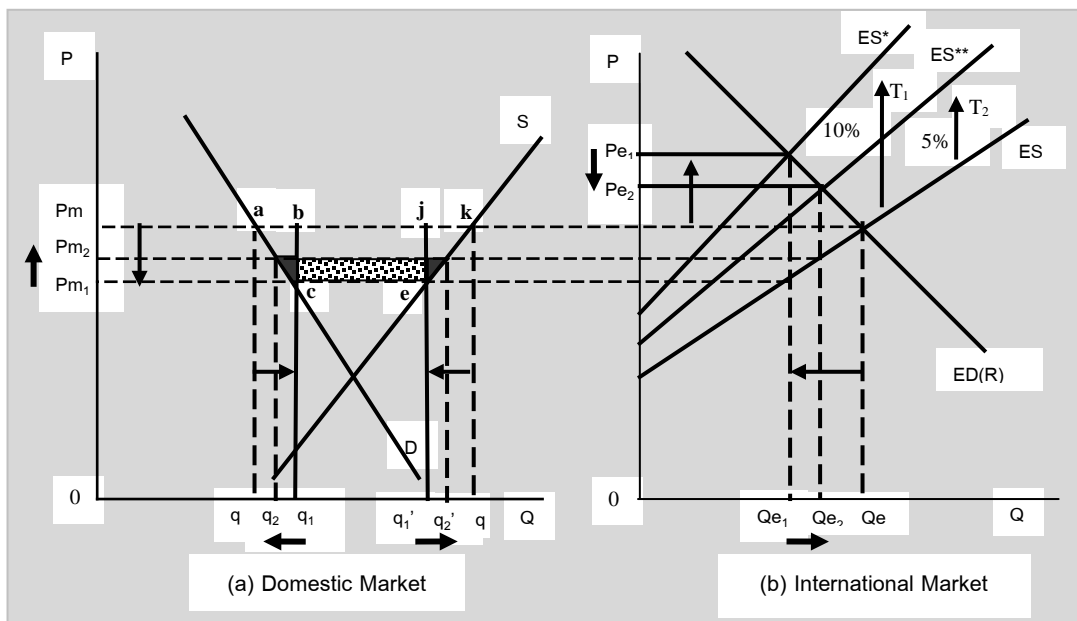 P
S
Pm
a
b
j
k
Pm₂
Pm₁
c
e
D
0
q
q₂
q₁
q₁’
q₂’
q
Q
(a) Domestic Market
P
ES*
ES**
T₁
T₂
10%
5%
ES
Pe₁
Pe₂
ED(R)
0
Qe₁
Qe₂
Qe
Q
(b) International Market